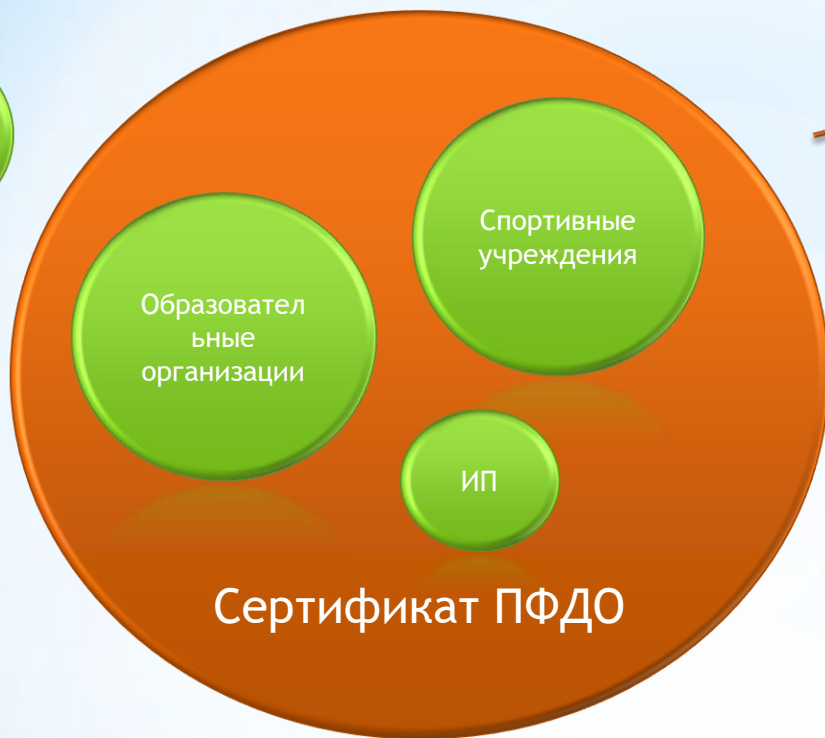 Спортивные
учреждения
Образовател
ьные
организации
ИП
Сертификат ПФДО